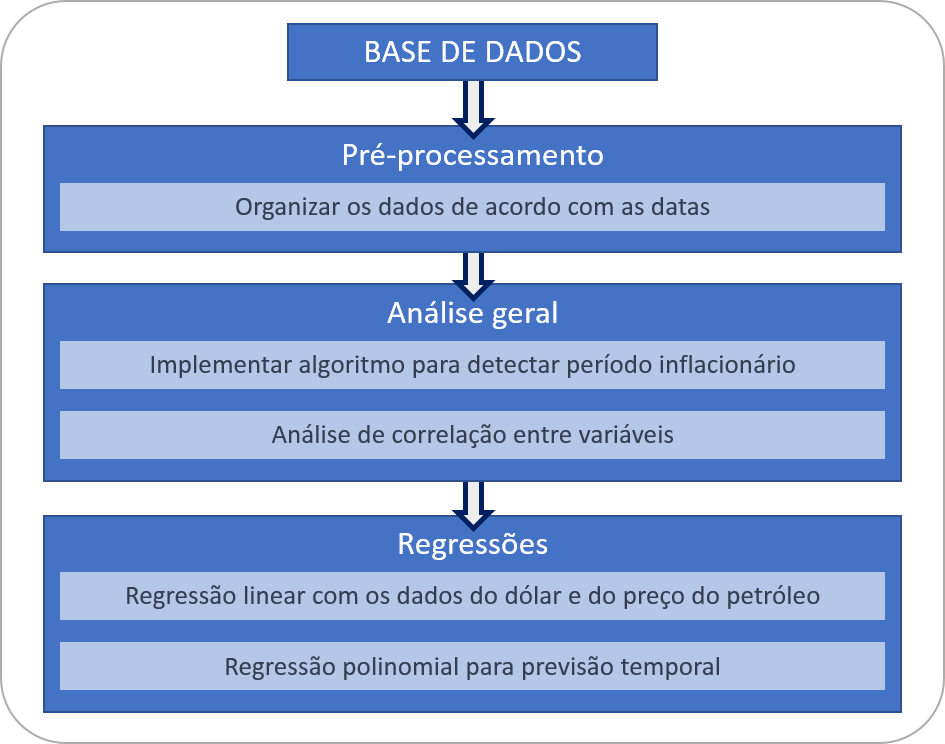 BASE DE DADOS
Pré-processamento
Organizar os dados de acordo com as datas
Análise geral
Implementar algoritmo para detectar período inflacionário
Análise de correlação entre variáveis
Regressões
Regressão linear com os dados do dólar e do preço do petróleo
Regressão polinomial para previsão temporal